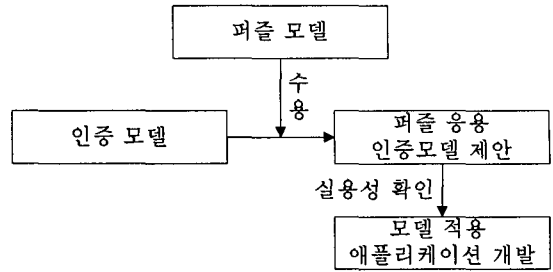 퍼즐 모델
수
용
인증 모델
퍼즐 응용
인증모델 제안
실용성 확인
모델 적용
애플리케이션 개발